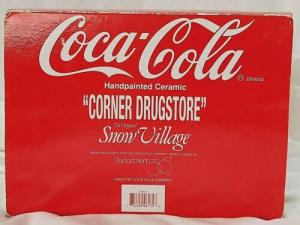 Coca-Cola
® BRAND
Handpainted Ceramic
"CORNER DRUGSTORE"
The Original
Snow Village
Department 56